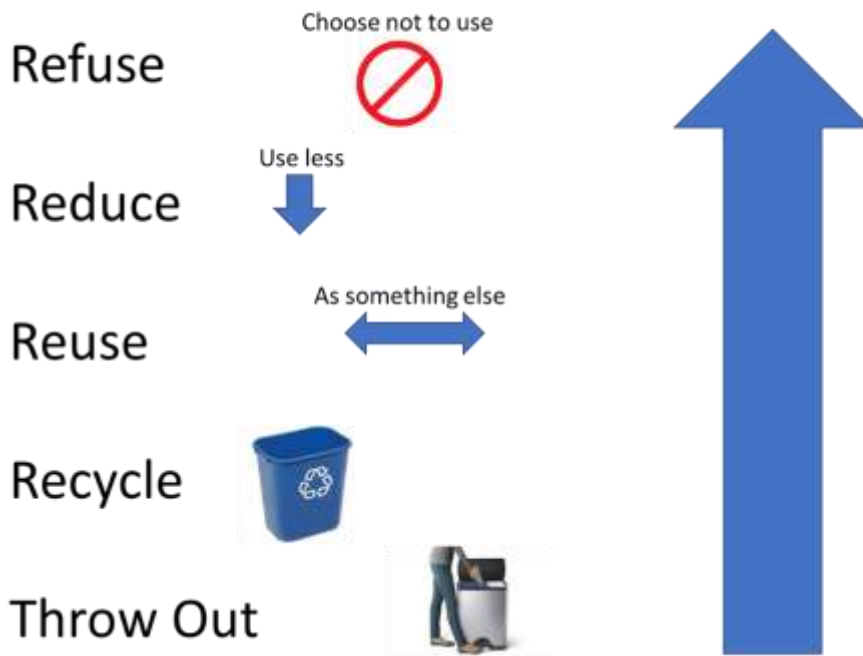 Choose not to use
Refuse
Use less
Reduce
As something else
Reuse
Recycle
Throw Out